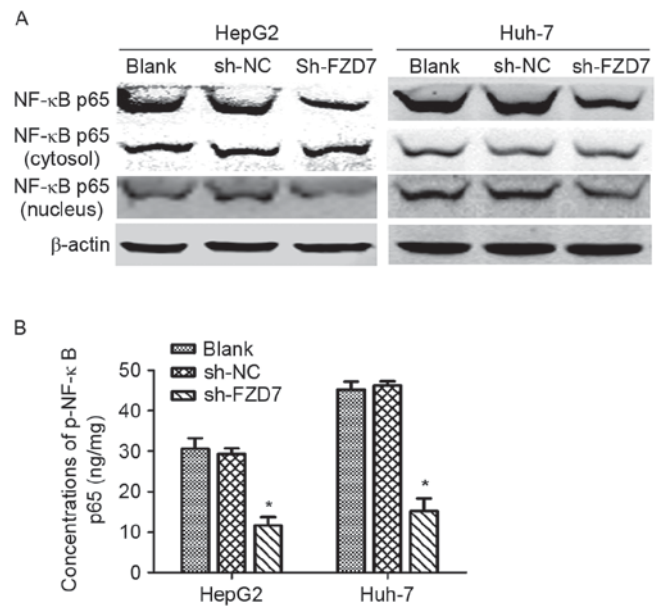 A
HepG2
Huh-7
Blank sh-NC Sh-FZD7
Blank sh-NC sh-FZD7
NF-κB p65
NF-κB p65
(cytosol)
NF-κB p65
(nucleus)
β-actin
B
Blank
sh-NC
sh-FZD7
Concentrations of p-NF-κ B
p65 (ng/mg)
50
40
30
20
10
0
*
*
HepG2
Huh-7